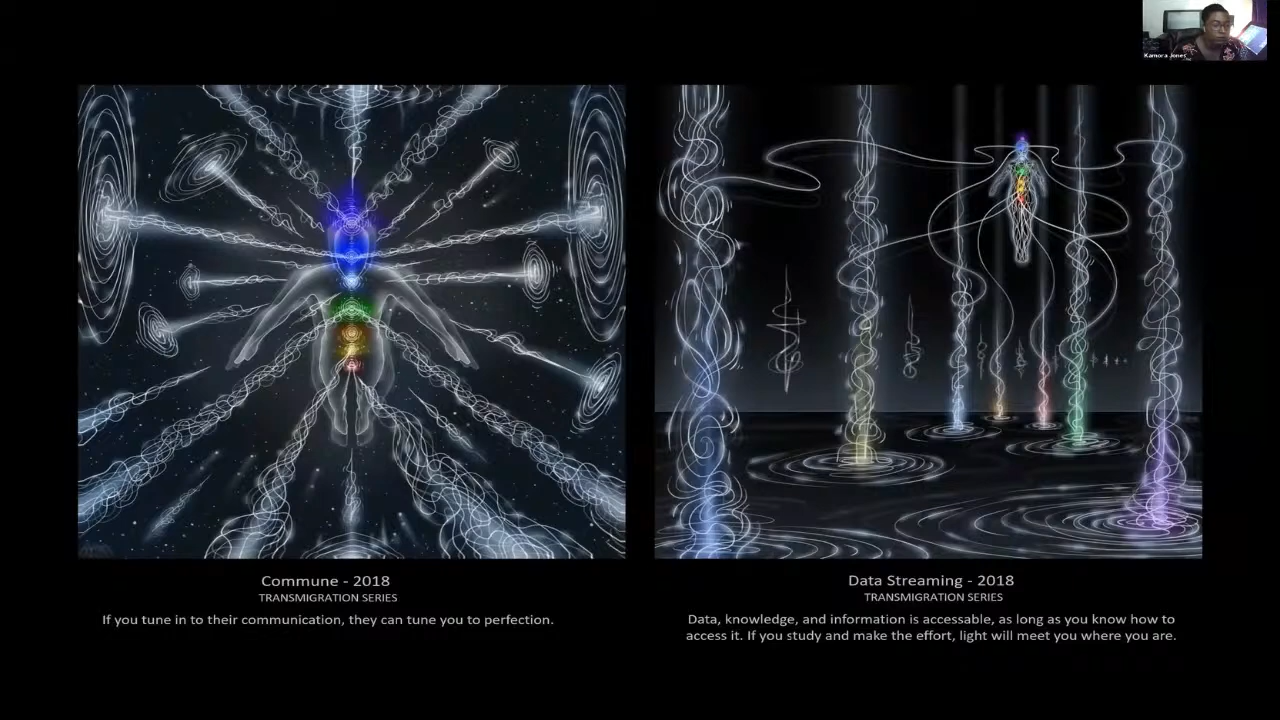 Kamora Jones
Commune - 2018
TRANSMIGRATION SERIES
If you tune in to their communication, they can tune you to perfection.
Data Streaming - 2018
TRANSMIGRATION SERIES
Data, knowledge, and information is accessable, as long as you know how to
access it. If you study and make the effort, light will meet you where you are.